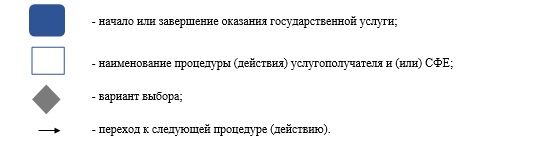 - начало или завершение оказания государственной услуги;
- наименование процедуры (действия) услугополучателя и (или) СФЕ;
- вариант выбора;
- переход к следующей процедуре (действию).